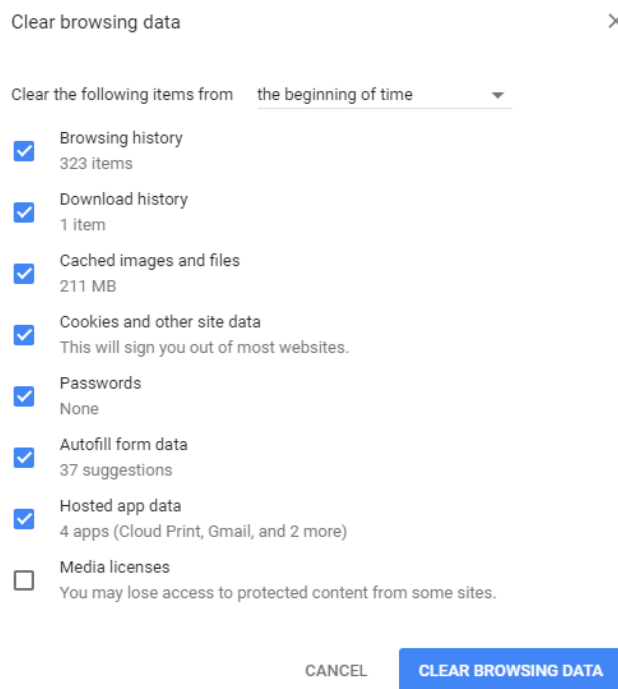 Clear browsing data
Clear the following items from the beginning of time
Browsing history
323 items
Download history
1 item
Cached images and files
211 MB
Cookies and other site data
This will sign you out of most websites.
Passwords
None
Autofill form data
37 suggestions
Hosted app data
4 apps (Cloud Print, Gmail, and 2 more)
Media licenses
You may lose access to protected content from some sites.
CANCEL CLEAR BROWSING DATA